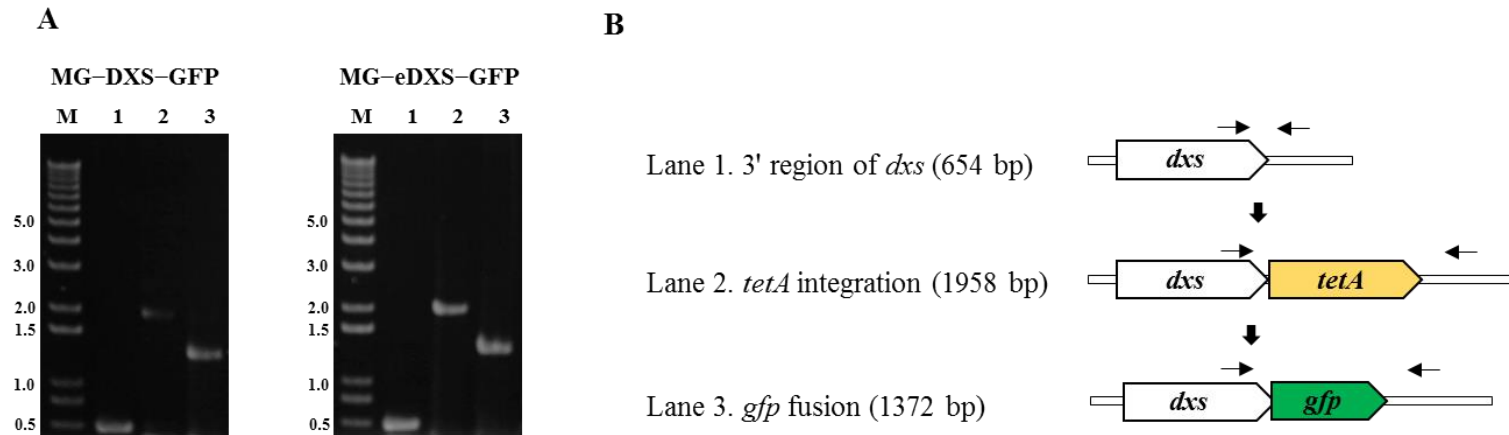 A
MG−DXS−GFP
M 1 2 3
5.0
3.0
2.0
1.5
1.0
0.5
MG−eDXS−GFP
M 1 2 3
5.0
3.0
2.0
1.5
1.0
0.5
B
Lane 1. 3' region of dxs (654 bp)
dxs
Lane 2. tetA integration (1958 bp)
dxs tetA
Lane 3. gfp fusion (1372 bp)
dxs gfp